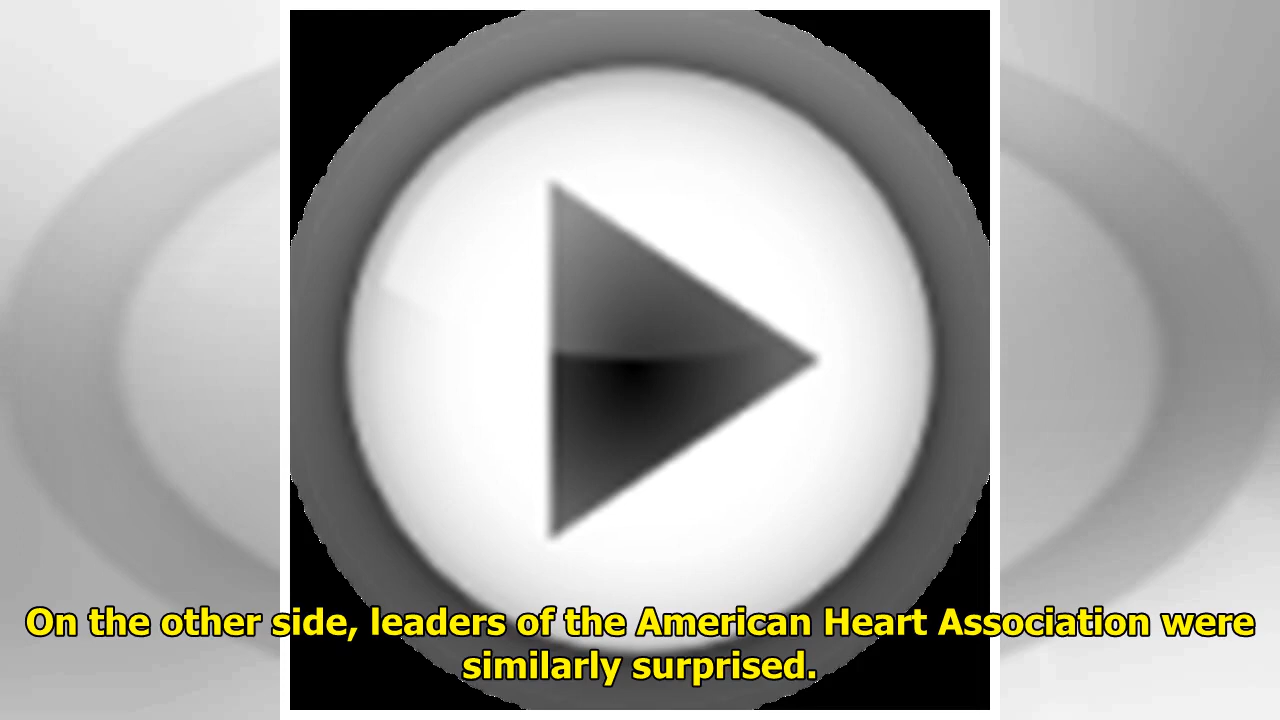 On the other side, leaders of the American Heart Association were
similarly surprised.